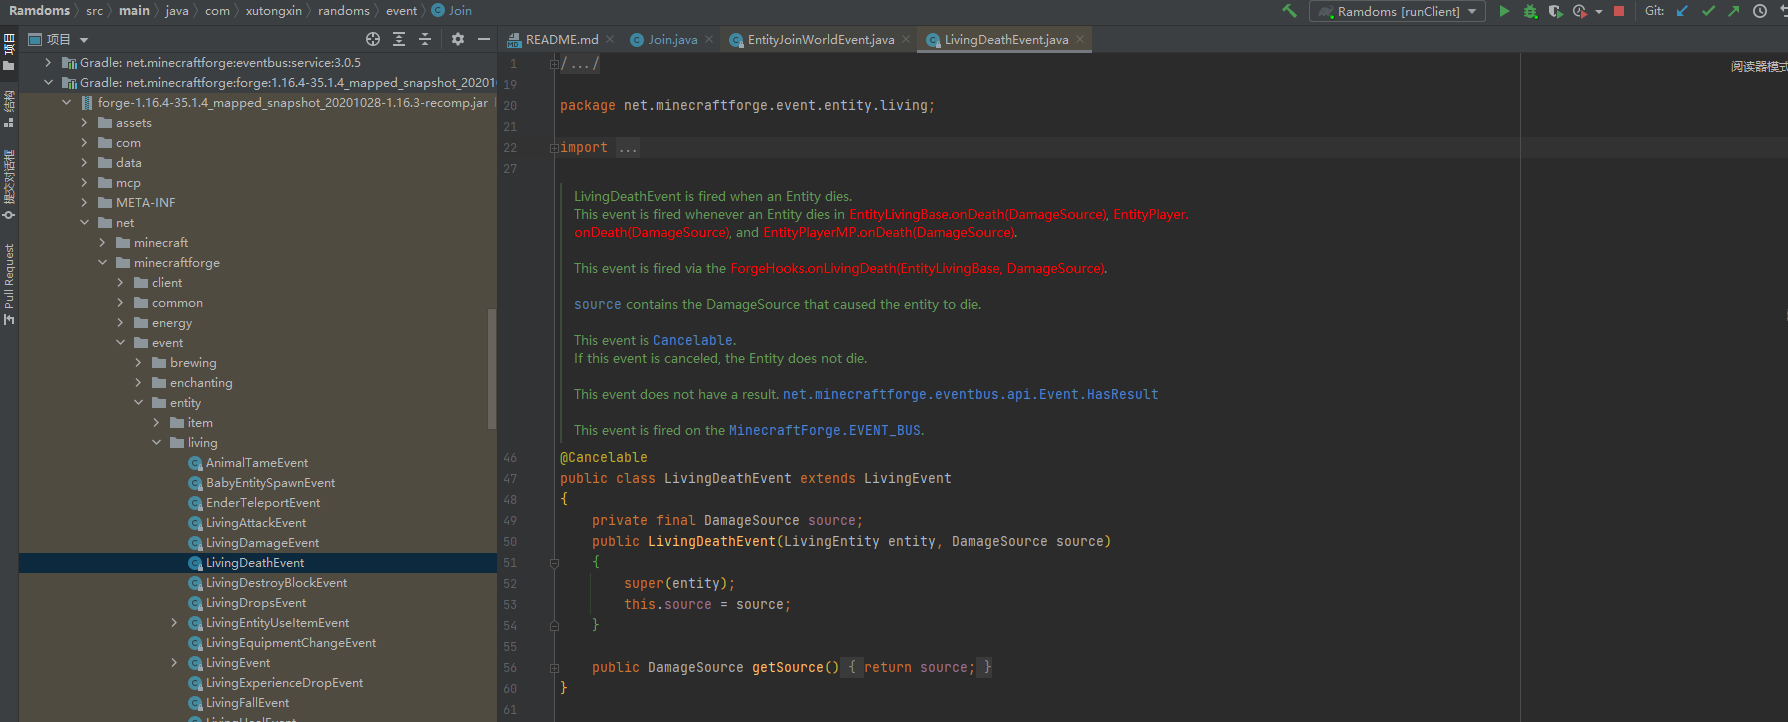 Ramdoms src main java com xutongxin randoms event Join
Ramdoms [runClient] Git:
项目
README.md Join.java EntityJoinWorldEvent.java LivingDeathEvent.java
项目
结构
提交对话框
Pull Request
Gradle: net.minecraftforge:eventbus:service:3.0.5
Gradle: net.minecraftforge:forge:1.16.4-35.1.4_mapped_snapshot_20201
forge-1.16.4-35.1.4_mapped_snapshot_20201028-1.16.3-recomp.jar
assets
com
data
mcp
META-INF
net
minecraft
minecraftforge
client
common
energy
event
brewing
enchanting
entity
item
living
AnimalTameEvent
BabyEntitySpawnEvent
EnderTeleportEvent
LivingAttackEvent
LivingDamageEvent
LivingDeathEvent
LivingDestroyBlockEvent
LivingDropsEvent
LivingEntityUseItemEvent
LivingEquipmentChangeEvent
LivingEvent
LivingExperienceDropEvent
LivingFallEvent
LivingHealEvent
阅读器模式
1 /.../
19
20 package net.minecraftforge.event.entity.living;
21
22 import ...
27
LivingDeathEvent is fired when an Entity dies.
This event is fired whenever an Entity dies in EntityLivingBase.onDeath(DamageSource), EntityPlayer.
onDeath(DamageSource), and EntityPlayerMP.onDeath(DamageSource).
This event is fired via the ForgeHooks.onLivingDeath(EntityLivingBase, DamageSource).
source contains the DamageSource that caused the entity to die.
This event is Cancelable.
If this event is canceled, the Entity does not die.
This event does not have a result. net.minecraftforge.eventbus.api.Event.HasResult
This event is fired on the MinecraftForge.EVENT_BUS.
46 @Cancelable
47 public class LivingDeathEvent extends LivingEvent
48 {
49 private final DamageSource source;
50 public LivingDeathEvent(LivingEntity entity, DamageSource source)
51 {
52 super(entity);
53 this.source = source;
54 }
55
56 public DamageSource getSource() { return source; }
60 }
61